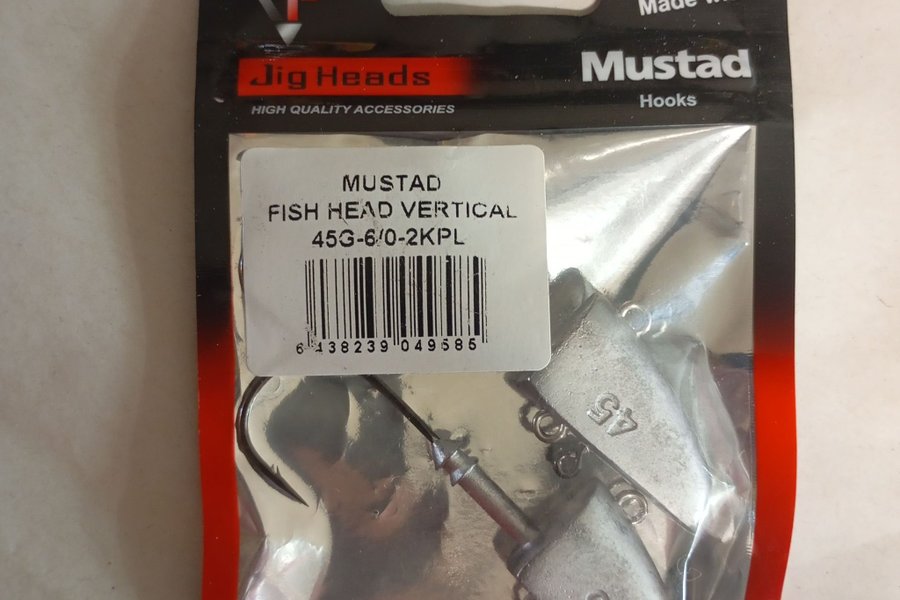 Made
Mustad
Jig Heads
Hooks
HIGH QUALITY ACCESSORIES
MUSTAD
FISH HEAD VERTICAL
45G-6/0-2KPL
6 438239 049585
45